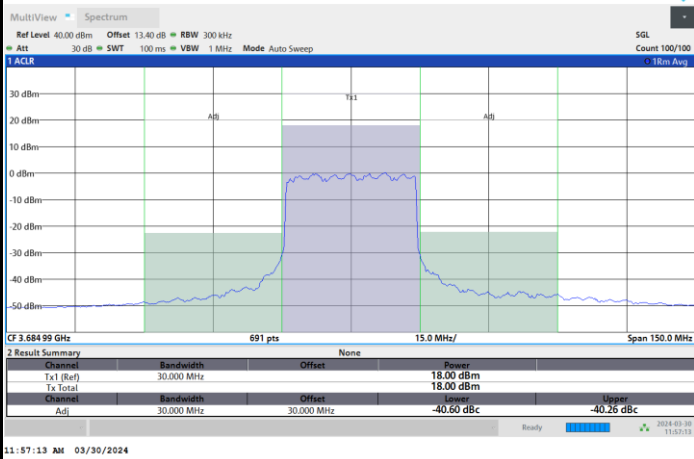 MultiView Spectrum
Ref Level 40.00 dBm Offset 13.40 dB RBW 300 kHz SGL
Att 30 dB SWT 100 ms VBW 1 MHz Mode Auto Sweep Count 100/100
1 ACLR 1Rm Avg
30 dBm
Tx1
20 dBm
Adj Adj
10 dBm
0 dBm
-10 dBm
-20 dBm
-30 dBm
-40 dBm
-50 dBm
CF 3.684 99 GHz 691 pts 15.0 MHz/ Span 150.0 MHz
2 Result Summary None
Channel Bandwidth Offset Power
Tx1 (Ref) 30.000 MHz 18.00 dBm
Tx Total 18.00 dBm
Channel Bandwidth Offset Lower Upper
Adj 30.000 MHz 30.000 MHz -40.60 dBc -40.26 dBc
Ready 2024-03-30
11:57:13
11:57:13 AM 03/30/2024